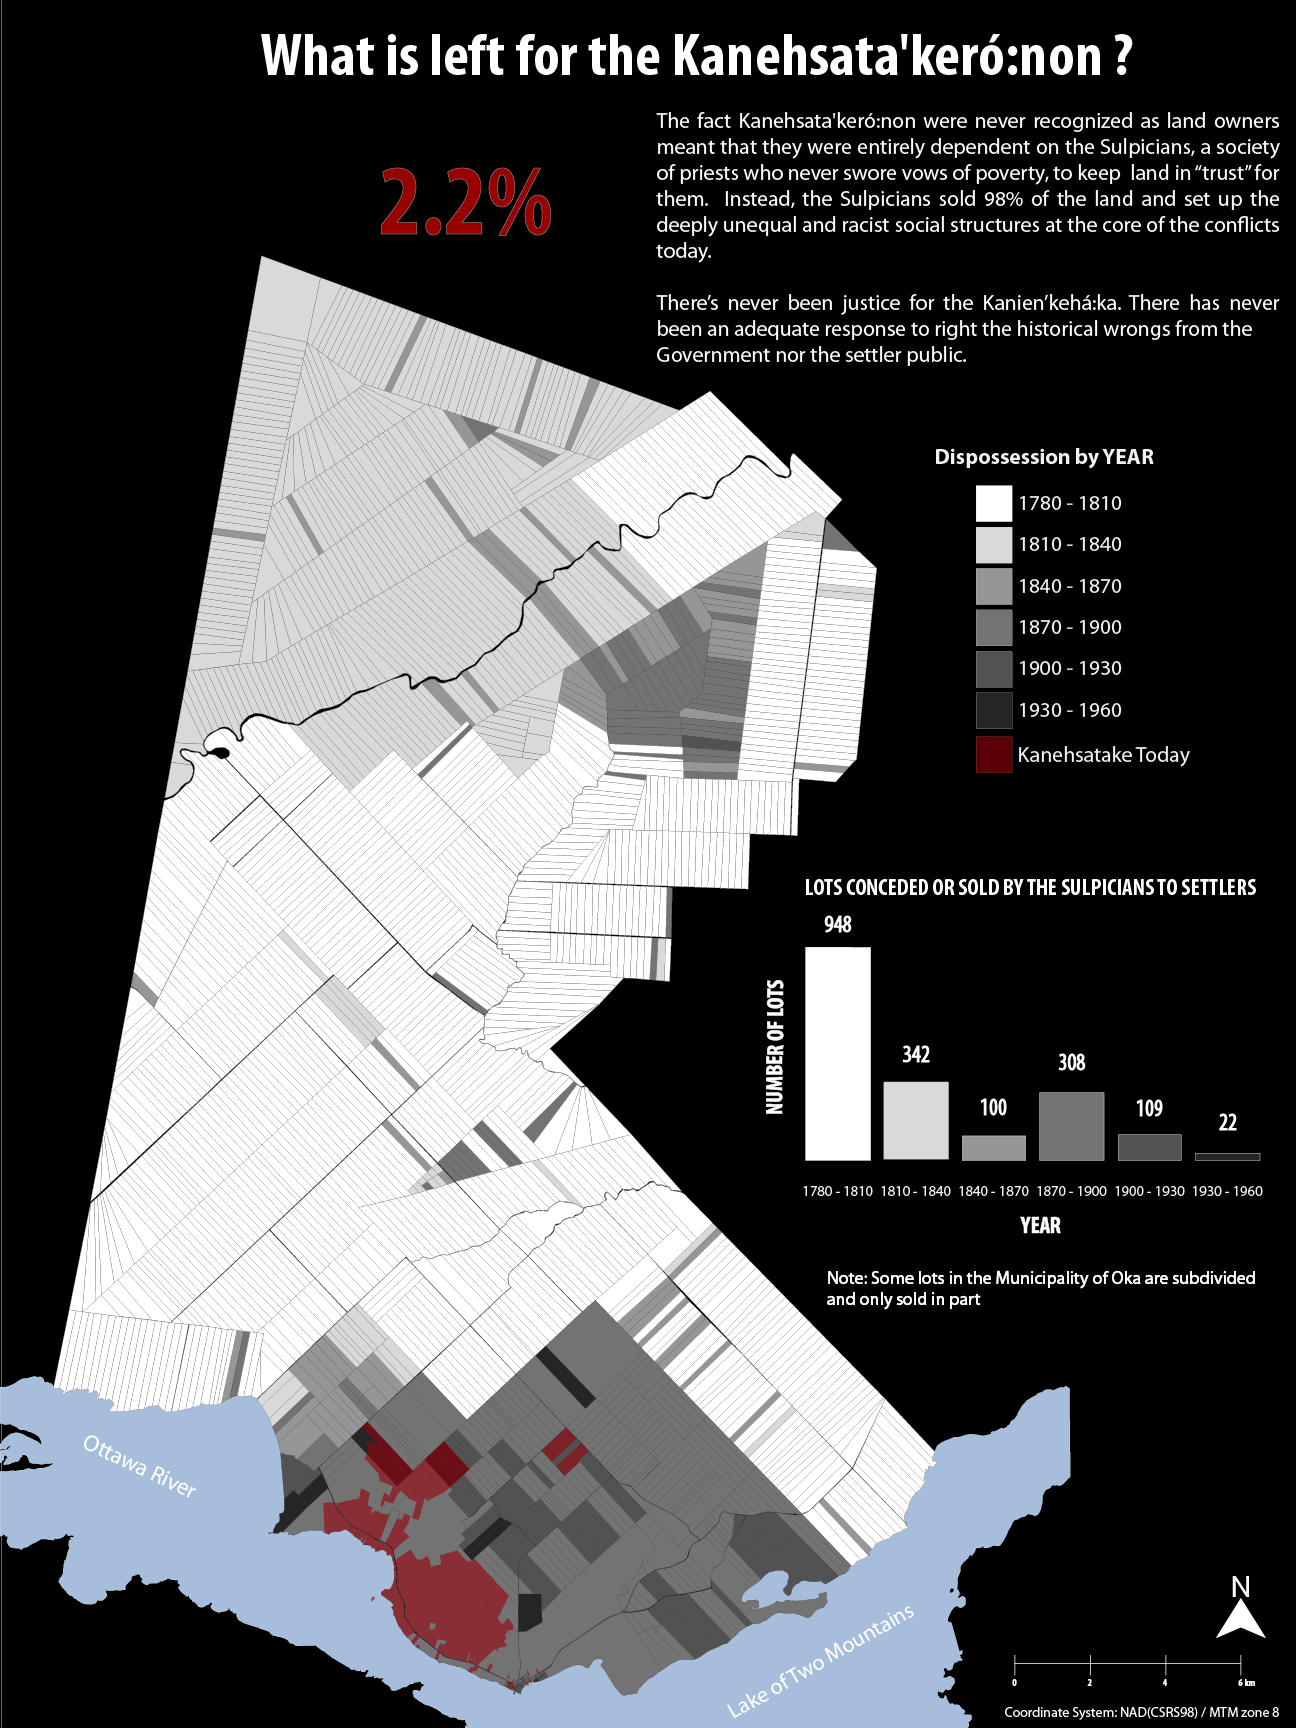 What is left for the Kanehsata'keró:non ?
2.2%
The fact Kanehsata'keró:non were never recognized as land owners
meant that they were entirely dependent on the Sulpicians, a society
of priests who never swore vows of poverty, to keep land in “trust” for
them. Instead, the Sulpicians sold 98% of the land and set up the
deeply unequal and racist social structures at the core of the conflicts
today.
There’s never been justice for the Kanien’kehá:ka. There has never
been an adequate response to right the historical wrongs from the
Government nor the settler public.
Dispossession by YEAR
1780 - 1810
1810 - 1840
1840 - 1870
1870 - 1900
1900 - 1930
1930 - 1960
Kanehsatake Today
LOTS CONCEDED OR SOLD BY THE SULPICIANS TO SETTLERS
NUMBER OF LOTS
948
342
100
308
109
22
1780 - 1810 1810 - 1840 1840 - 1870 1870 - 1900 1900 - 1930 1930 - 1960
YEAR
Note: Some lots in the Municipality of Oka are subdivided
and only sold in part
Ottawa River
Lake of Two Mountains
N
0 2 4 6 km
Coordinate System: NAD(CSRS98) / MTM zone 8